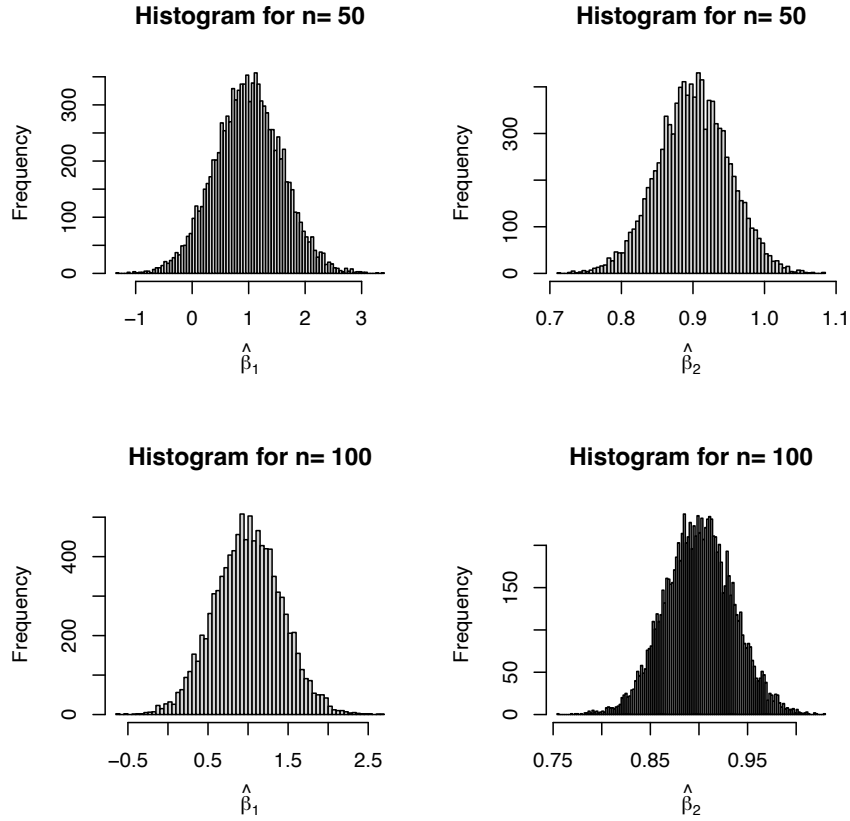 Histogram for n= 50
Frequency
0 100 300
−1 0 1 2 3
β̂1
Histogram for n= 50
Frequency
0 100 300
0.7 0.8 0.9 1.0 1.1
β̂2
Histogram for n= 100
Frequency
0 200 400
−0.5 0.5 1.5 2.5
β̂1
Histogram for n= 100
Frequency
0 50 150
0.75 0.85 0.95
β̂2